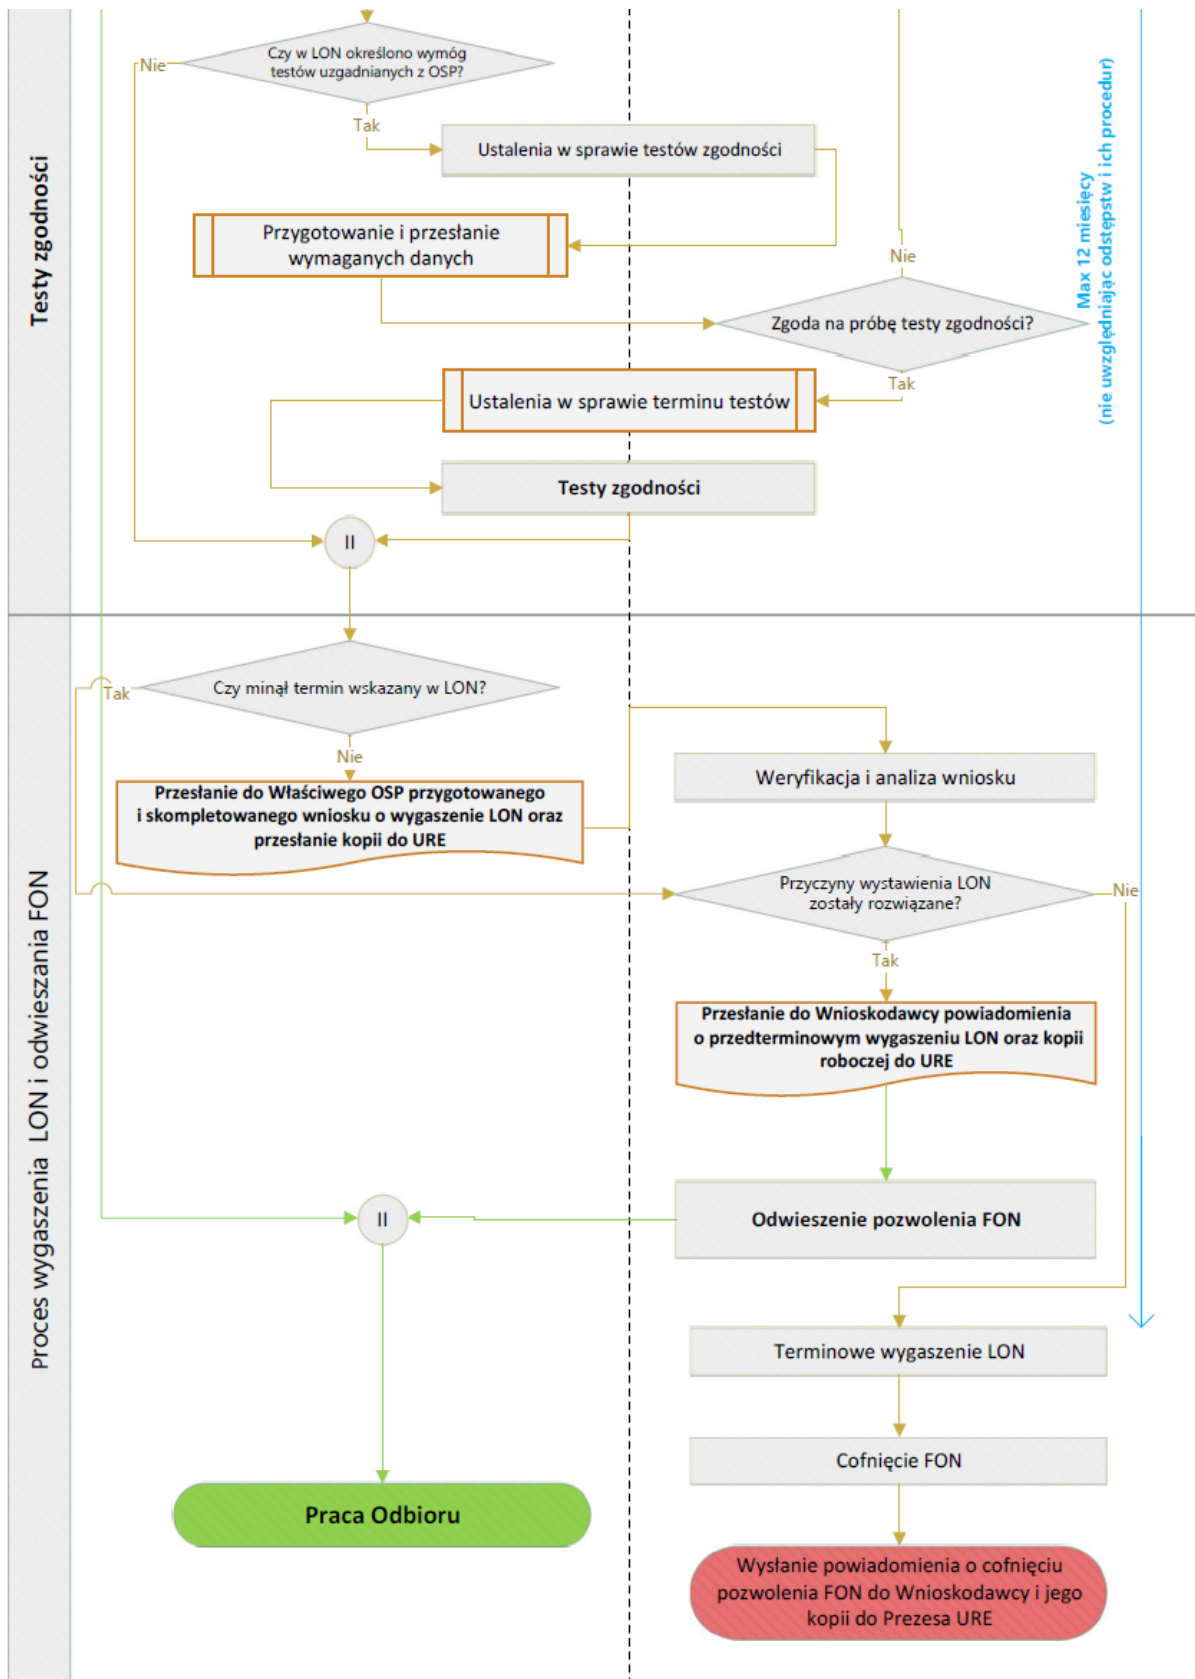 Testy zgodności
Czy w LON określono wymóg
testów uzgadnianych z OSP?
Nie
Tak
Ustalenia w sprawie testów zgodności
Max 12 miesięcy
(nie uwzględniając odstępstw i ich procedur)
Przygotowanie i przesłanie
wymaganych danych
Nie
Zgoda na próbę testy zgodności?
Tak
Ustalenia w sprawie terminu testów
Testy zgodności
II
Proces wygaszenia LON i odwieszania FON
Czy minął termin wskazany w LON?
Tak
Nie
Przesłanie do Właściwego OSP przygotowanego
i skompletowanego wniosku o wygaszenie LON oraz
przesłanie kopii do URE
Weryfikacja i analiza wniosku
Przyczyny wystawienia LON
zostały rozwiązane?
Nie
Tak
Przesłanie do Wnioskodawcy powiadomienia
o przedterminowym wygaszeniu LON oraz kopii
roboczej do URE
II
Odwieszenie pozwolenia FON
Terminowe wygaszenie LON
Cofnięcie FON
Praca Odbioru
Wysłanie powiadomienia o cofnięciu
pozwolenia FON do Wnioskodawcy i jego
kopii do Prezesa URE